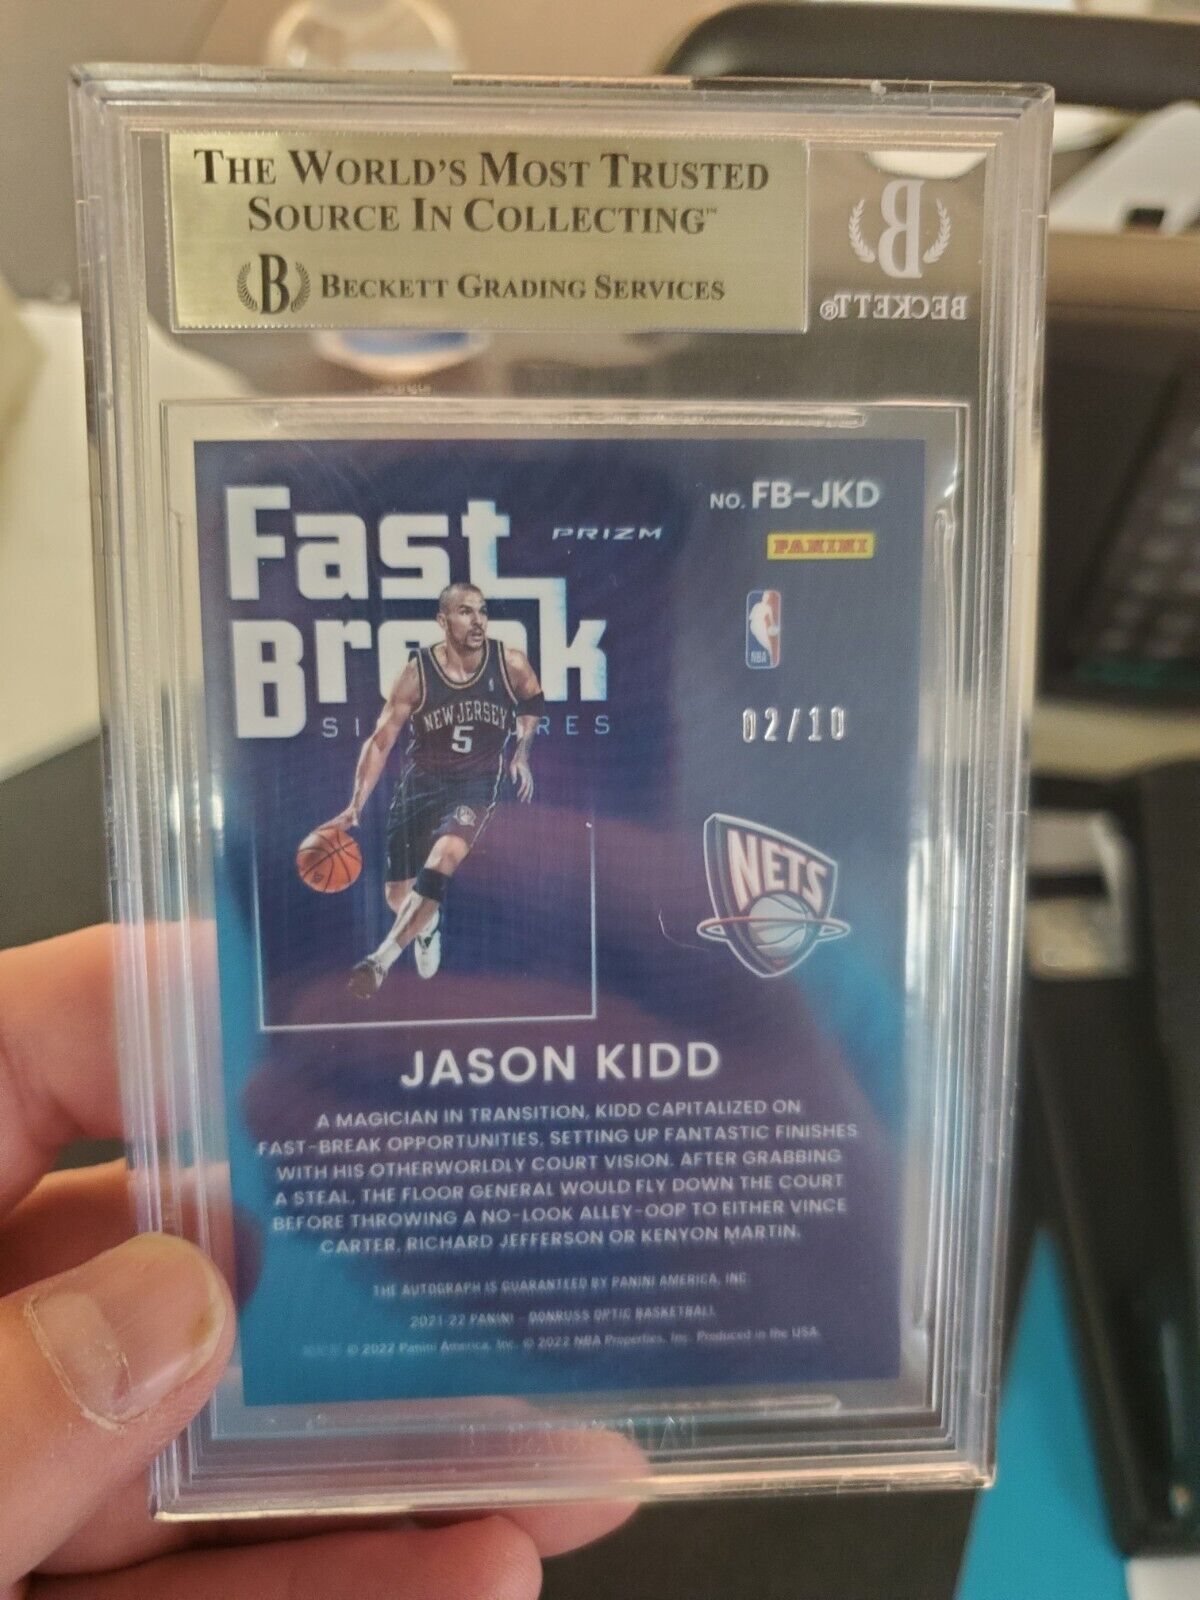 THE WORLD'S MOST TRUSTED
SOURCE IN COLLECTING™
B BECKETT GRADING SERVICES
B
BECKETT®
Fast
Break
SI URES
PRIZM
NO. FB-JKD
PANINI
NBA
02/10
NEW JERSEY
5
NETS
JASON KIDD
A MAGICIAN IN TRANSITION, KIDD CAPITALIZED ON
FAST-BREAK OPPORTUNITIES, SETTING UP FANTASTIC FINISHES
WITH HIS OTHERWORLDLY COURT VISION. AFTER GRABBING
A STEAL, THE FLOOR GENERAL WOULD FLY DOWN THE COURT
BEFORE THROWING A NO-LOOK ALLEY-OOP TO EITHER VINCE
CARTER, RICHARD JEFFERSON OR KENYON MARTIN.
THE AUTOGRAPH IS GUARANTEED BY PANINI AMERICA, INC
2021-22 PANINI - DONRUSS OPTIC BASKETBALL
© 2022 Panini America, Inc. © 2022 NBA Properties, Inc. Produced in the USA.